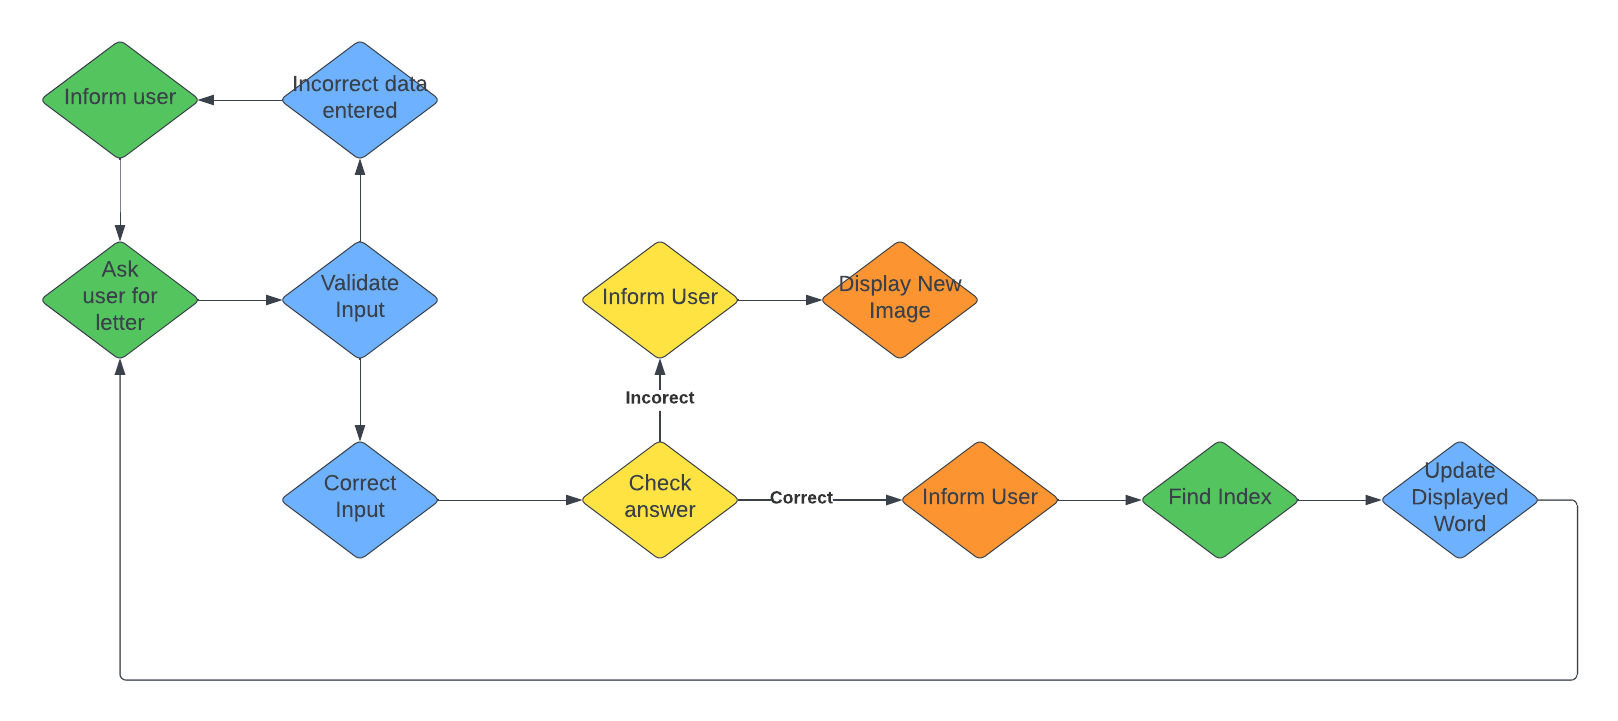 Inform user
Incorrect data
entered
Ask
user for
letter
Validate
Input
Inform User
Display New
Image
Incorect
Correct
Input
Check
answer
Correct
Inform User
Find Index
Update
Displayed
Word